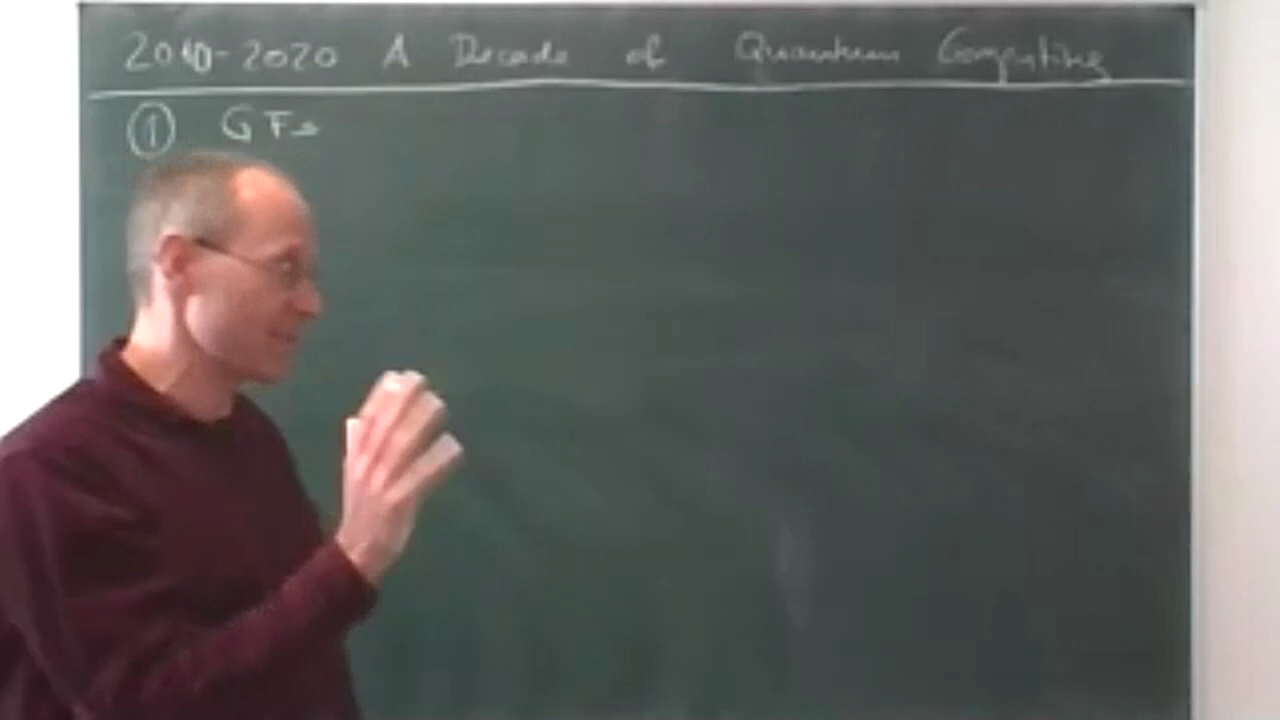 2010-2020 A Decade of Quantum Computing
① GFs